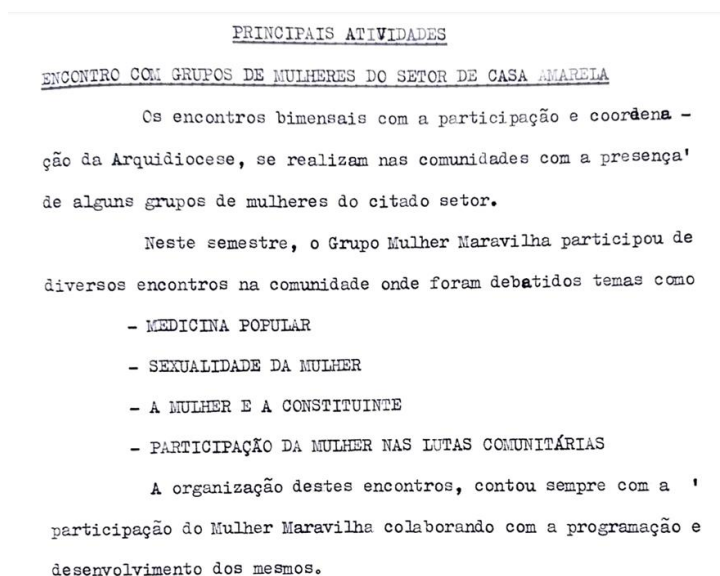 PRINCIPAIS ATIVIDADES
ENCONTRO COM GRUPOS DE MULHERES DO SETOR DE CASA AMARELA
Os encontros bimensais com a participação e coordena -
ção da Arquidiocese, se realizam nas comunidades com a presença'
de alguns grupos de mulheres do citado setor.
Neste semestre, o Grupo Mulher Maravilha participou de
diversos encontros na comunidade onde foram debatidos temas como
- MEDICINA POPULAR
- SEXUALIDADE DA MULHER
- A MULHER E A CONSTITUINTE
- PARTICIPAÇÃO DA MULHER NAS LUTAS COMUNITÁRIAS
A organização destes encontros, contou sempre com a '
participação do Mulher Maravilha colaborando com a programação e
desenvolvimento dos mesmos.